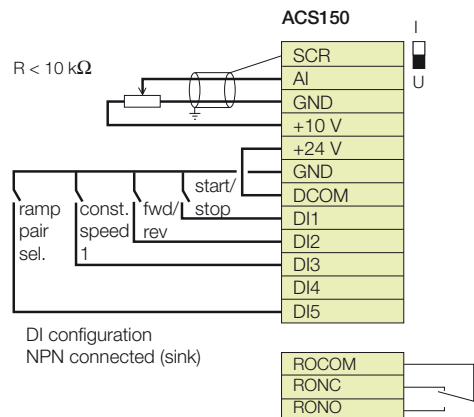 ACS150
I
U
R < 10 kΩ
SCR
AI
GND
+10 V
+24 V
GND
DCOM
DI1
DI2
DI3
DI4
DI5
ramp
pair
sel.
const.
speed
1
fwd/
rev
start/
stop
DI configuration
NPN connected (sink)
ROCOM
RONC
RONO